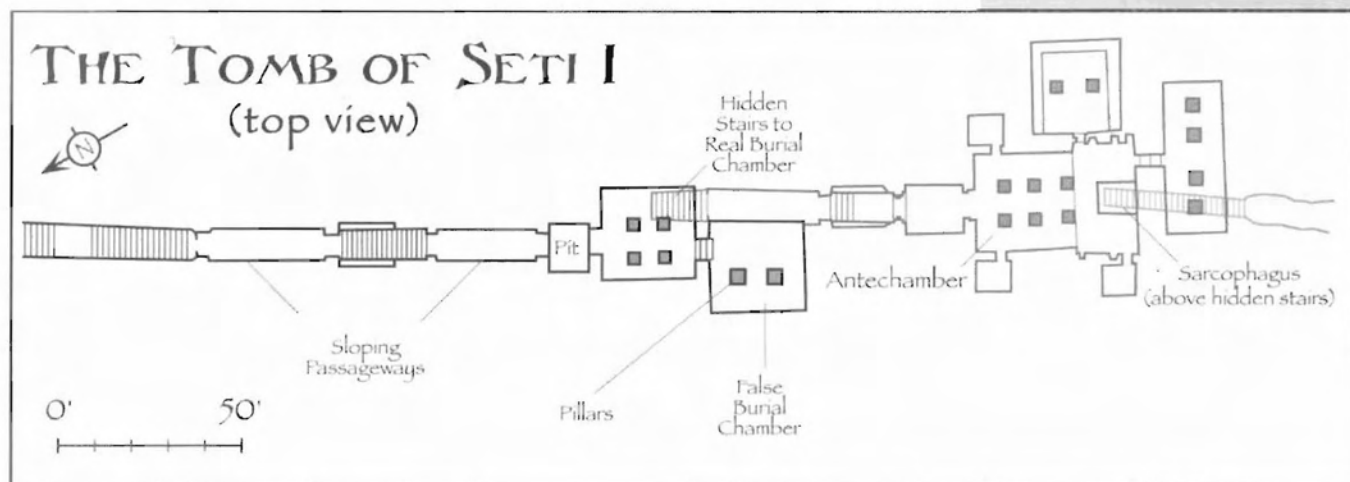 THE TOMB OF SETI I
(top view)
N
Hidden
Stairs to
Real Burial
Chamber
Pit
Antechamber
Sarcophagus
(above hidden stairs)
Sloping
Passageways
Pillars
False
Burial
Chamber
0' 50'